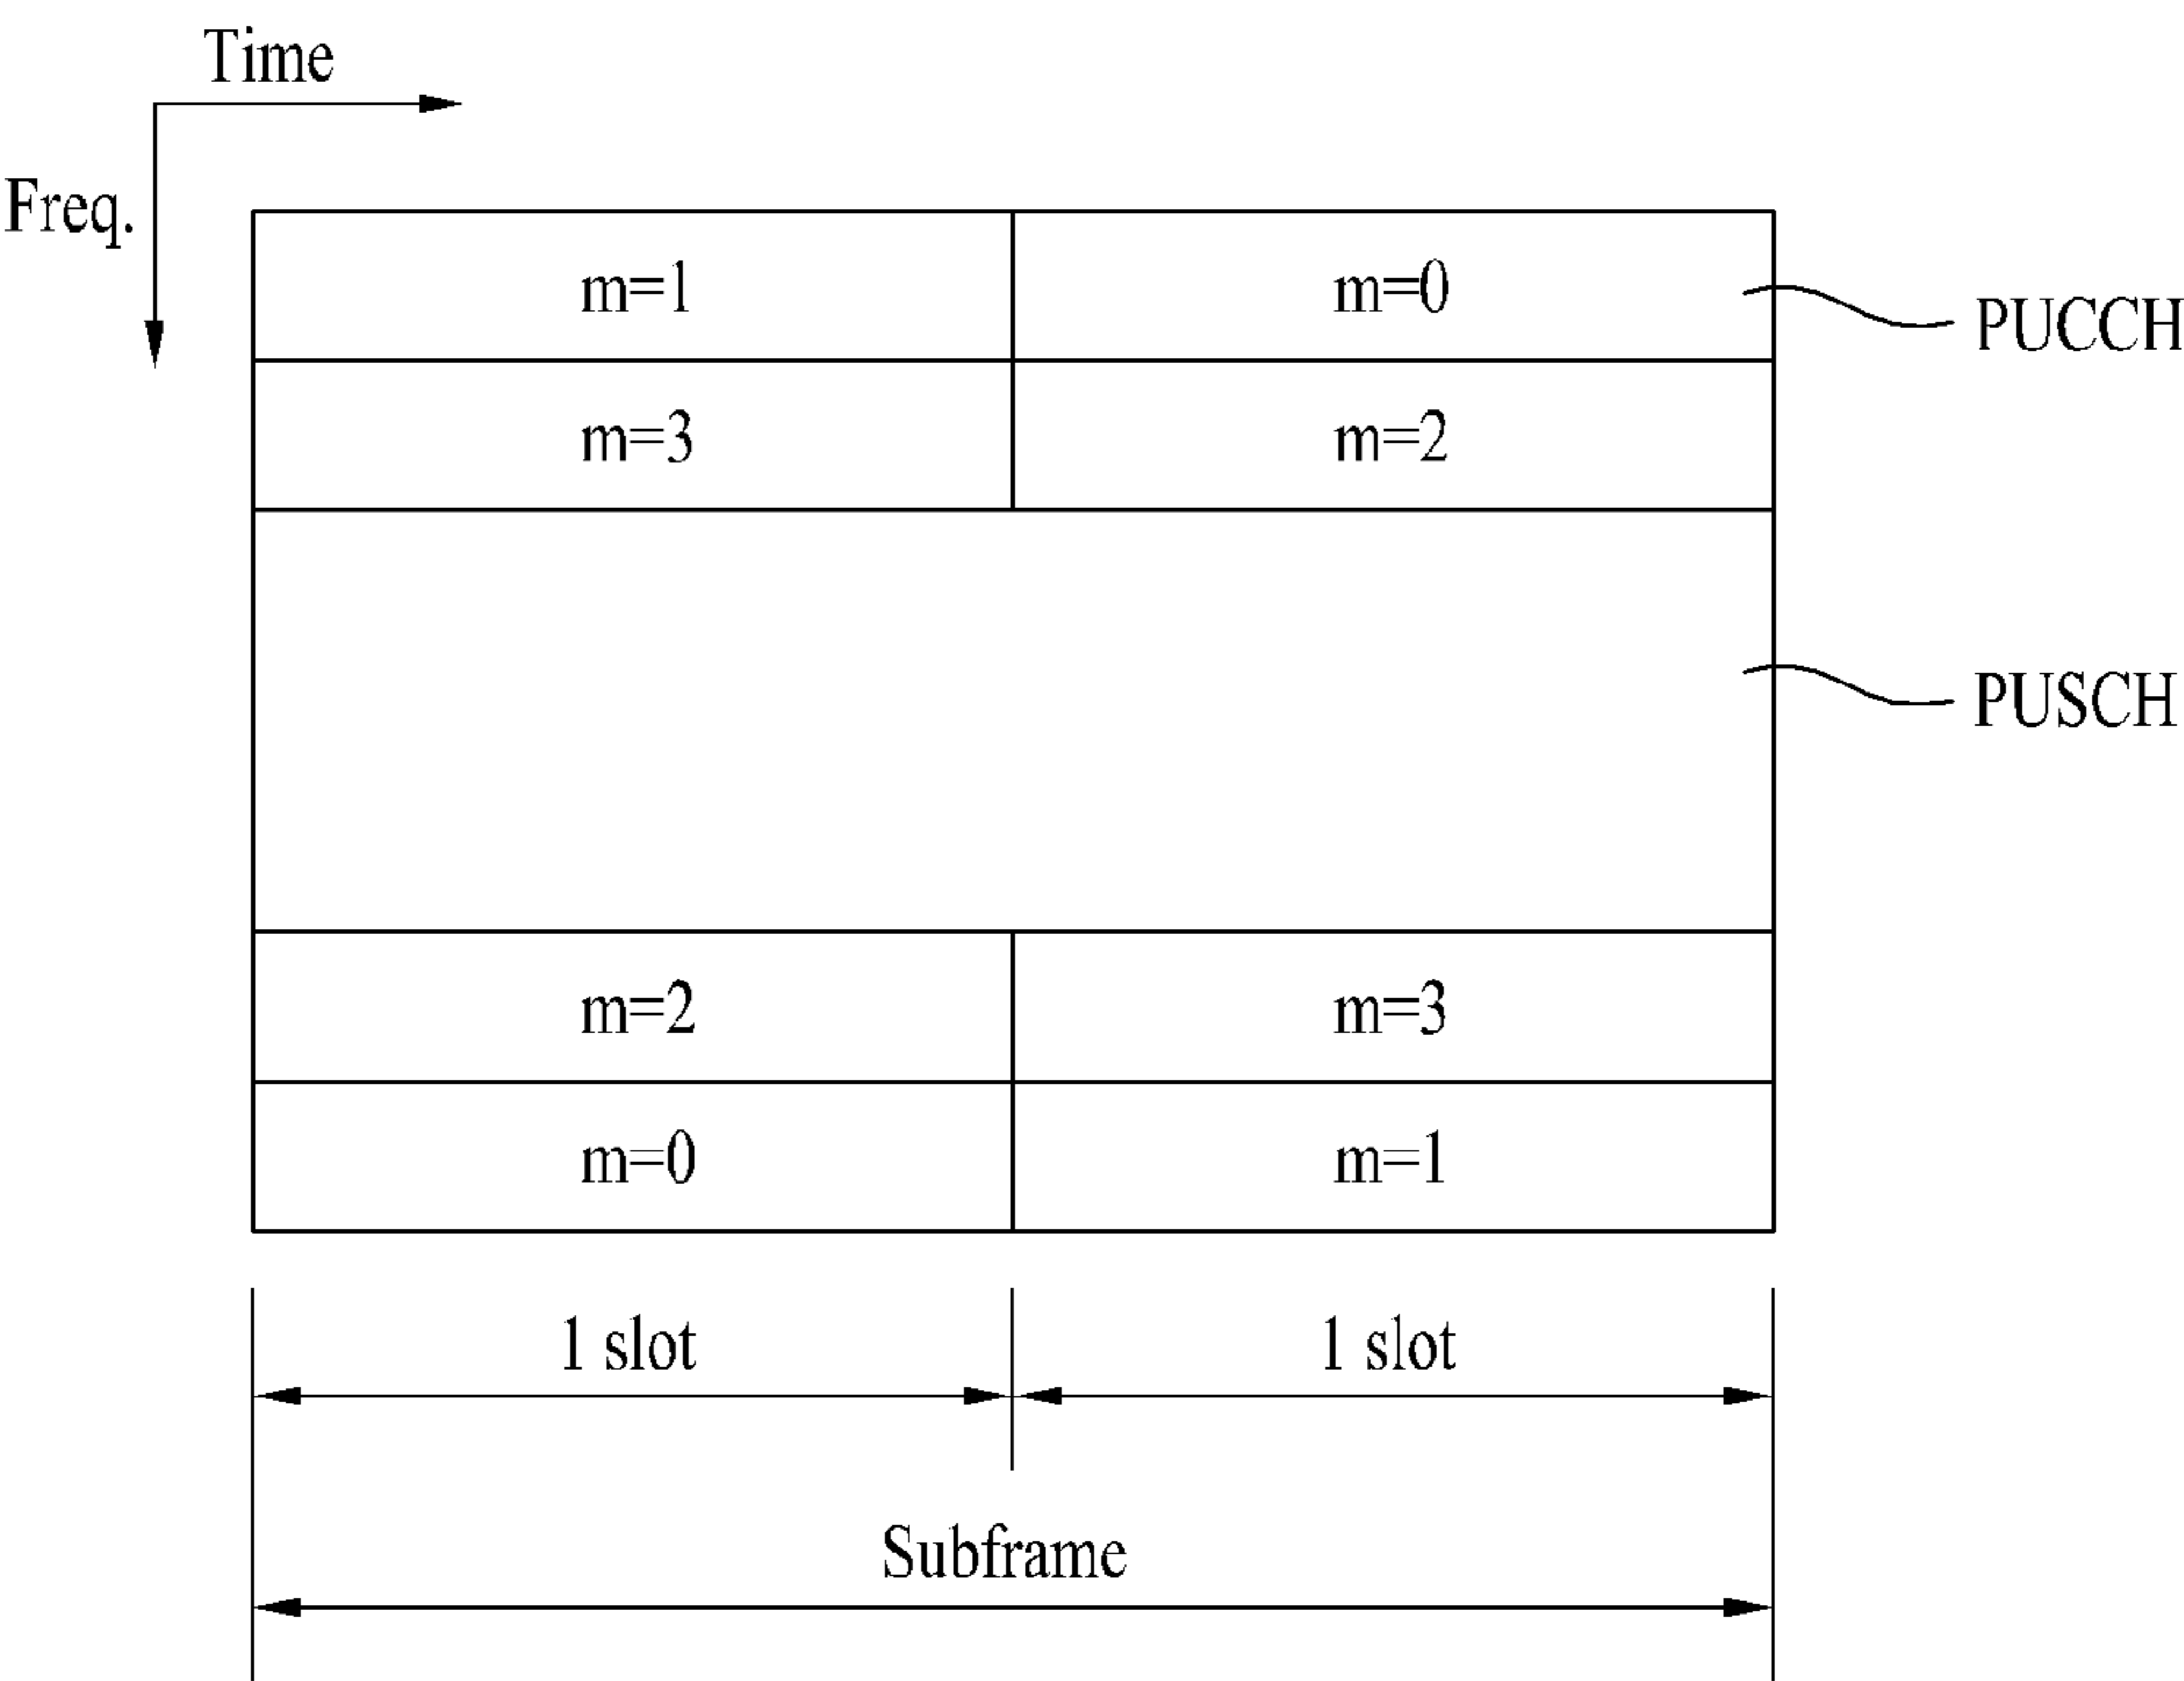 Time
Freq.
m=1
m=0
PUCCH
m=3
m=2
PUSCH
m=2
m=3
m=0
m=1
1 slot
1 slot
Subframe